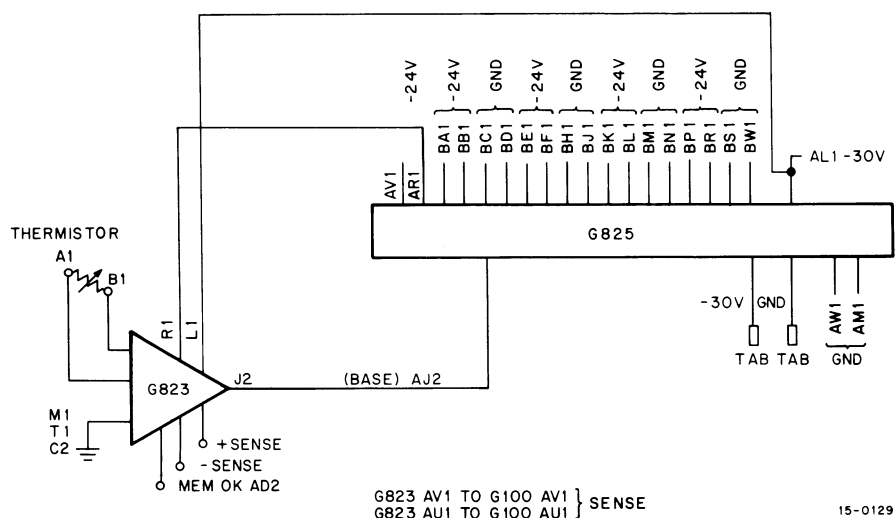 -24V
-24V
GND
-24V
GND
-24V
GND
-24V
GND
AV1
AR1
BA1
BB1
BC1
BD1
BE1
BF1
BH1
BJ1
BK1
BL1
BM1
BN1
BP1
BR1
BS1
BW1
AL1 -30V
G825
THERMISTOR
A1
B1
R1
L1
G823
J2
(BASE) AJ2
-30V GND
TAB TAB
AW1
AM1
GND
M1
T1
C2
+SENSE
-SENSE
MEM OK AD2
G823 AV1 TO G100 AV1
G823 AU1 TO G100 AU1
SENSE
15-0129